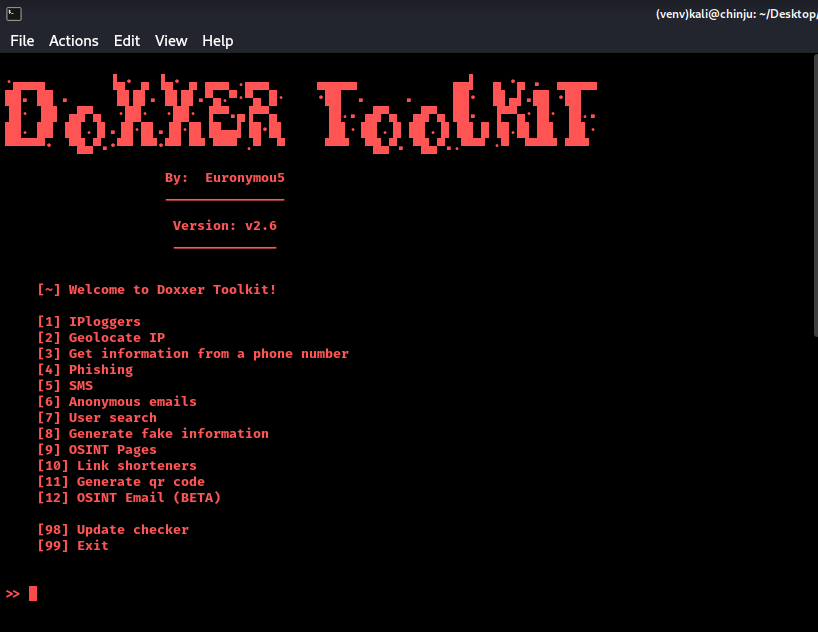 (venv)kali@chinju: ~/Desktop/
File Actions Edit View Help
DoXXER ToolKIT
By: Euronymou5
Version: v2.6
[~] Welcome to Doxxer Toolkit!
[1] IPloggers
[2] Geolocate IP
[3] Get information from a phone number
[4] Phishing
[5] SMS
[6] Anonymous emails
[7] User search
[8] Generate fake information
[9] OSINT Pages
[10] Link shorteners
[11] Generate qr code
[12] OSINT Email (BETA)
[98] Update checker
[99] Exit
>>